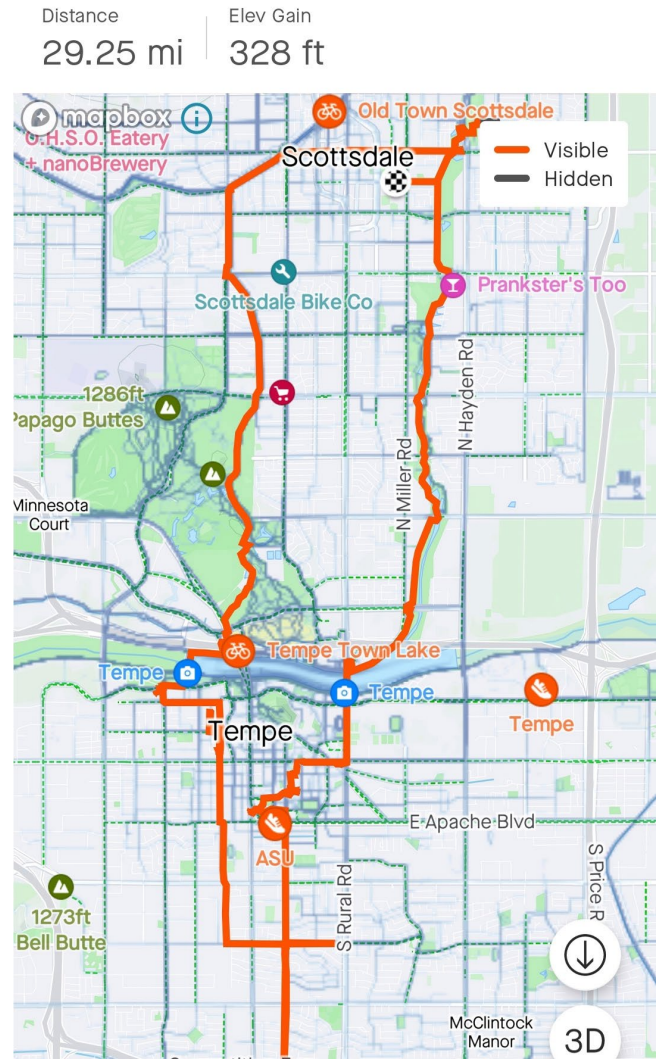 Distance
29.25 mi
Elev Gain
328 ft
mapbox
Old Town Scottsdale
O.H.S.O. Eatery
+ nanoBrewery
Scottsdale
Visible
Hidden
Scottsdale Bike Co
Prankster's Too
N Hayden Rd
1286ft
Papago Buttes
N Miller Rd
Minnesota
Court
Tempe Town Lake
Tempe
Tempe
Tempe
Tempe
E Apache Blvd
ASU
S Rural Rd
S Price R
1273ft
Bell Butte
McClintock
Manor
3D